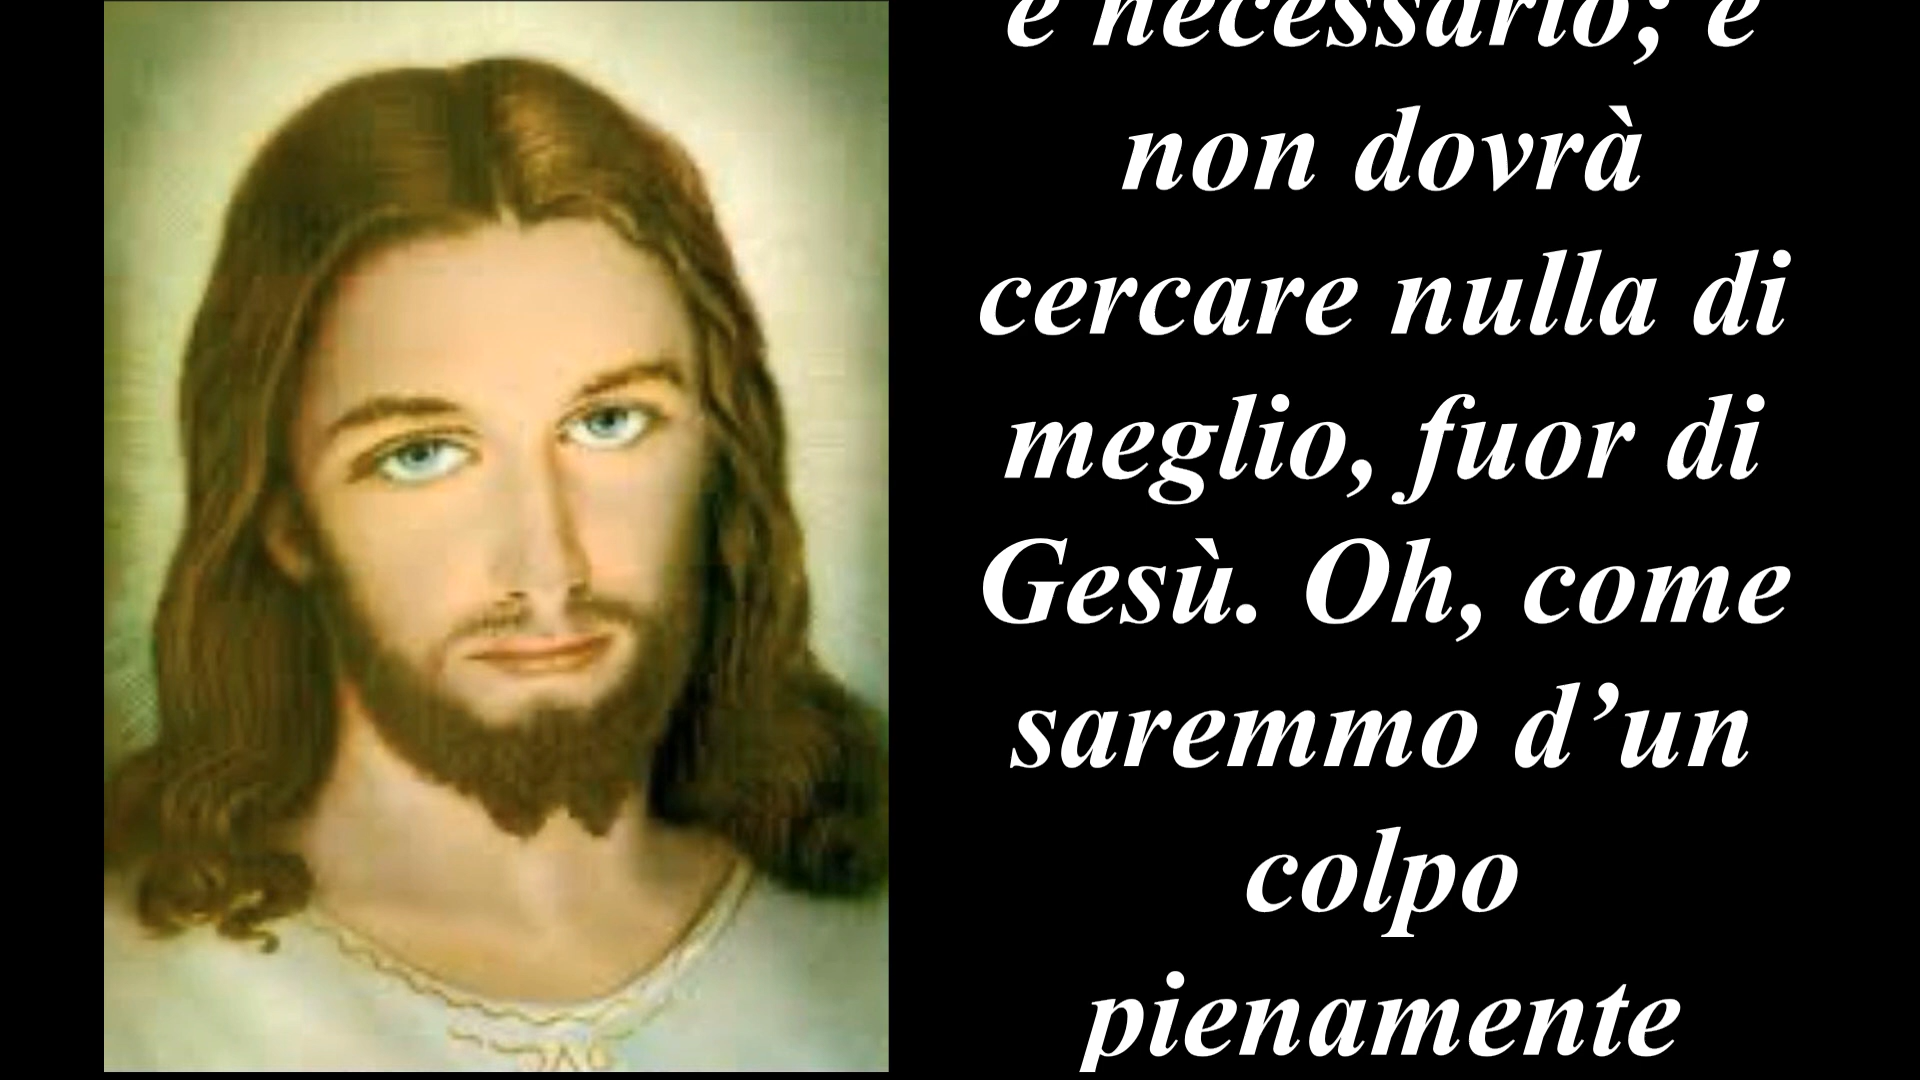 è necessario; e
non dovrà
cercare nulla di
meglio, fuor di
Gesù. Oh, come
saremmo d’un
colpo
pienamente